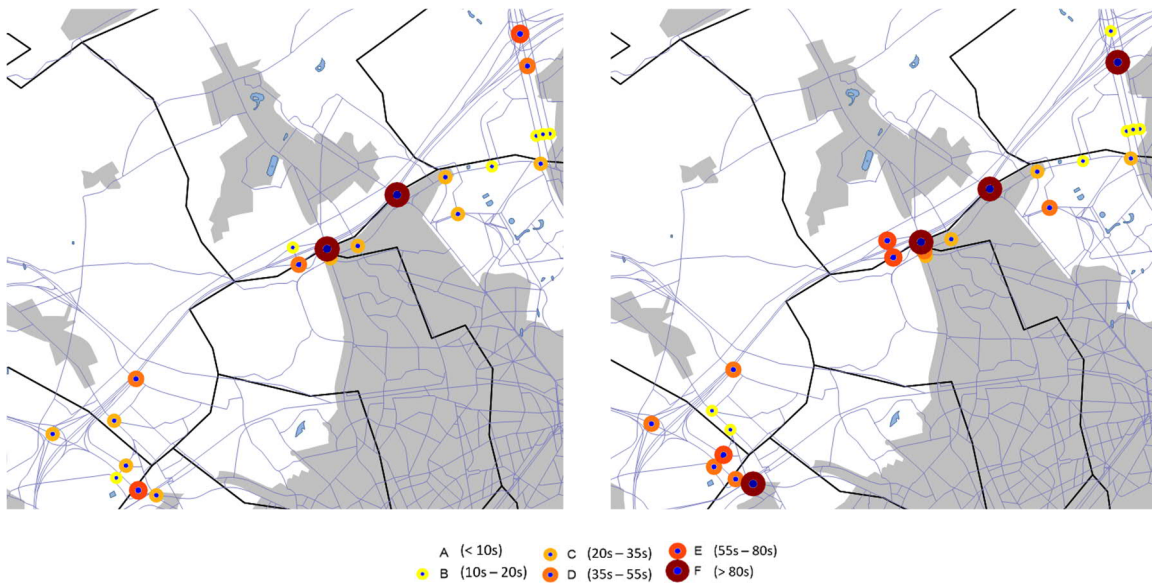 A (< 10s) C (20s – 35s) E (55s – 80s)
B (10s – 20s) D (35s – 55s) F (> 80s)